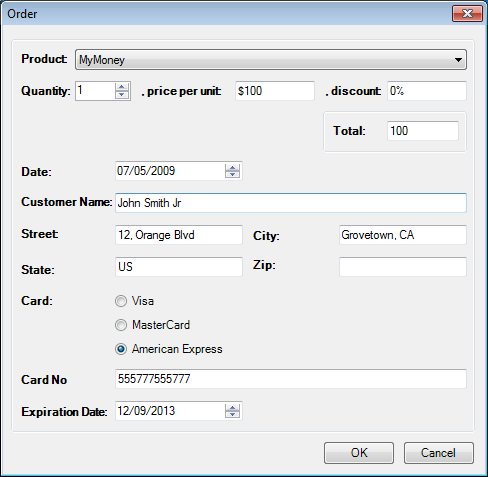 Order
Product: MyMoney
Quantity: 1 , price per unit: $100 , discount: 0%
Total: 100
Date: 07/05/2009
Customer Name: John Smith Jr
Street: 12, Orange Blvd City: Grovetown, CA
State: US Zip:
Card: Visa
MasterCard
American Express
Card No 555777555777
Expiration Date: 12/09/2013
OK Cancel